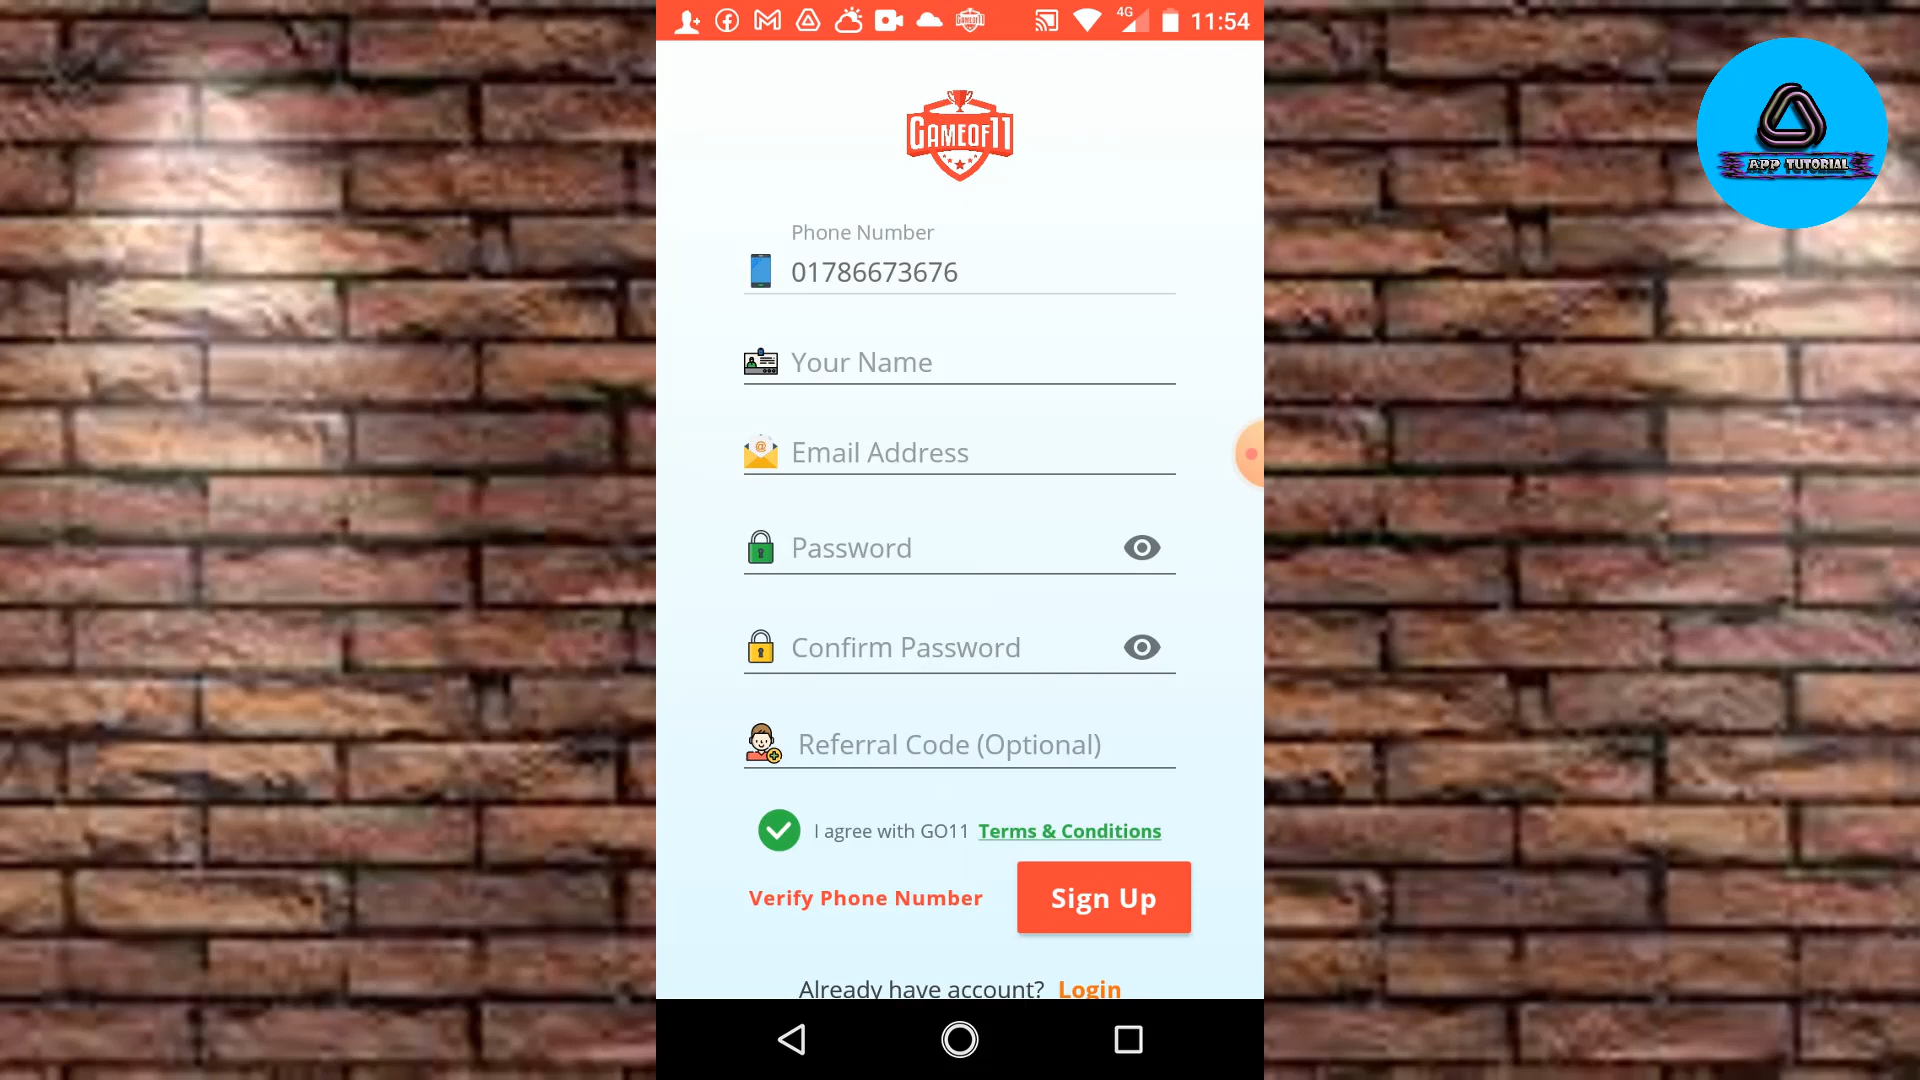 4G 11:54
GAMEOF11
APP TUTORIAL
Phone Number
01786673676
Your Name
@ Email Address
Password
Confirm Password
Referral Code (Optional)
I agree with GO11 Terms & Conditions
Verify Phone Number Sign Up
Already have account? Login